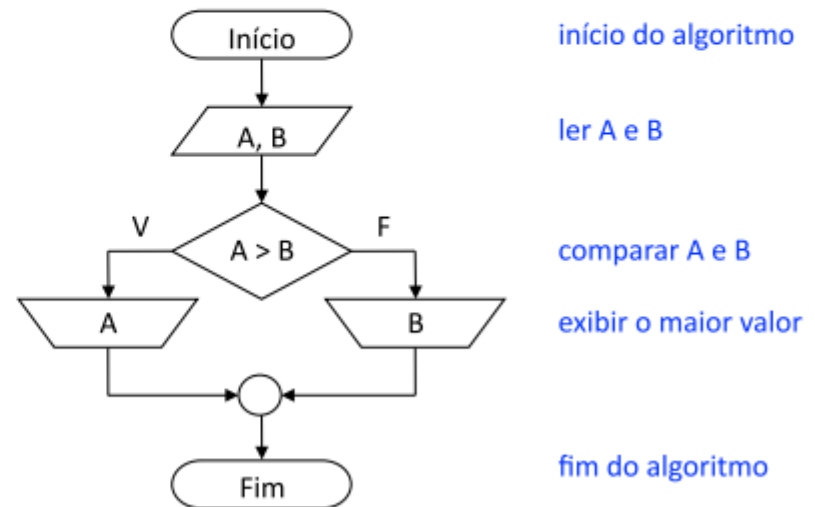 Início
início do algoritmo
A, B
ler A e B
V
F
A > B
comparar A e B
A
B
exibir o maior valor
Fim
fim do algoritmo